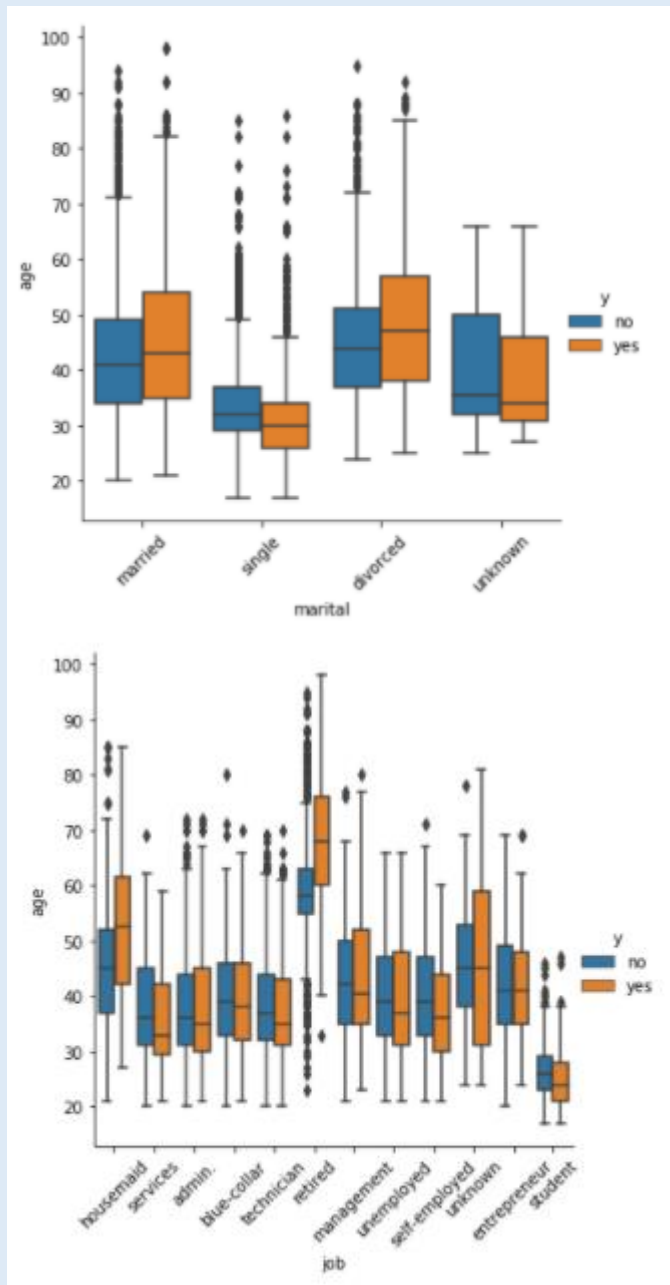 100
90
80
70
60
50
40
30
20
age
y
no
yes
married
single
divorced
unknown
marital
100
90
80
70
60
50
40
30
20
age
y
no
yes
housemaid
services
admin.
blue-collar
technician
retired
management
unemployed
self-employed
unknown
entrepreneur
student
job